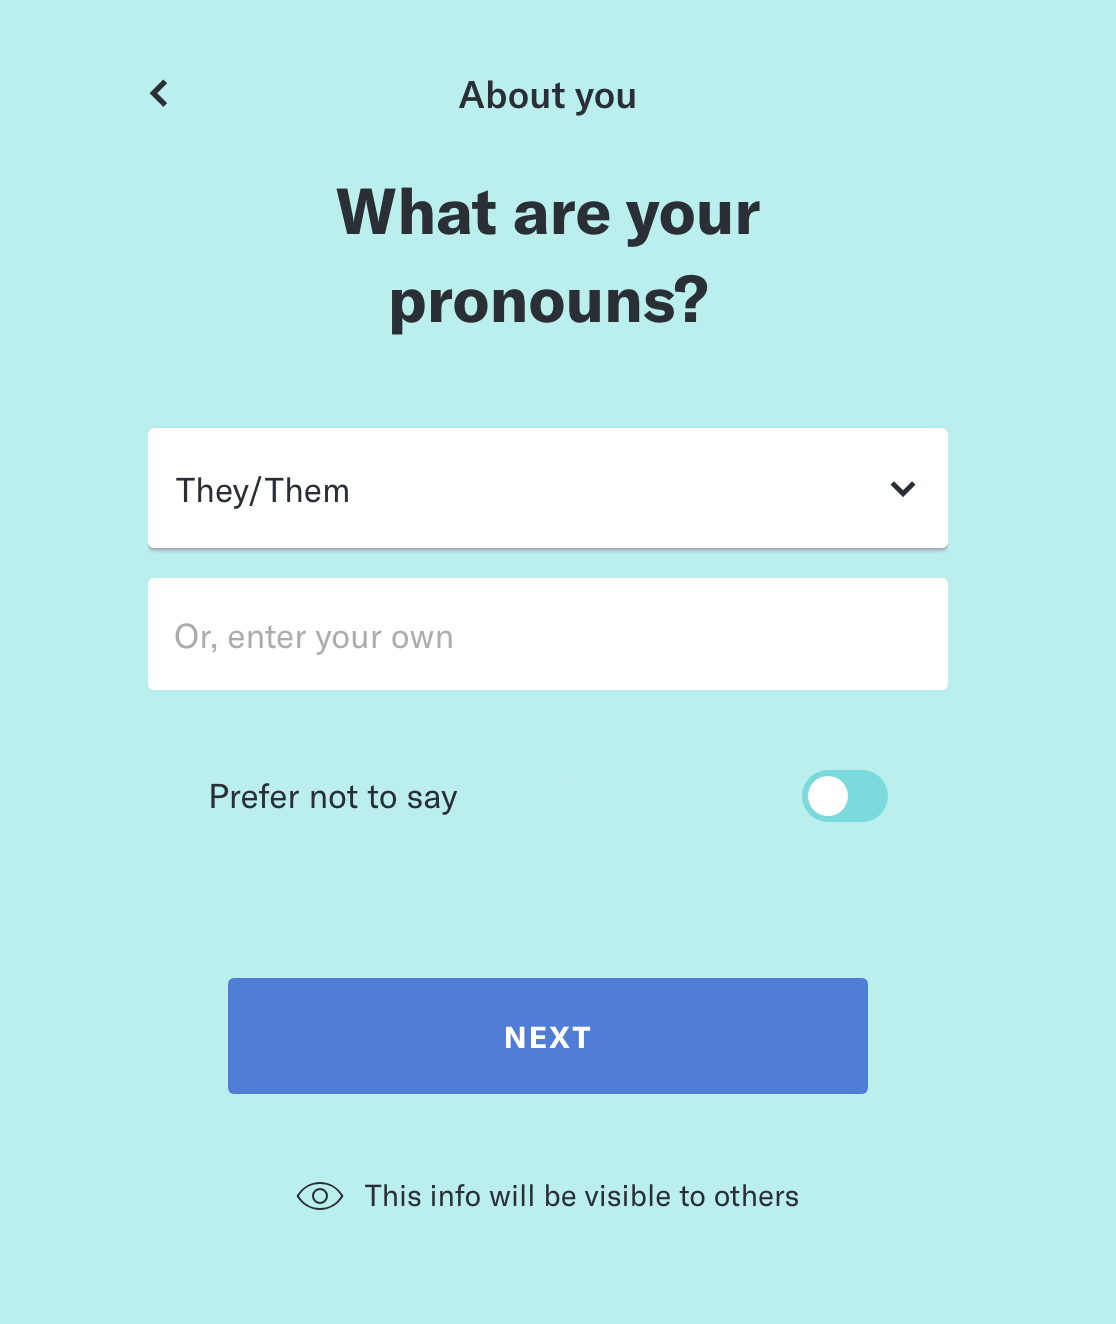 About you
What are your
pronouns?
They/Them
Or, enter your own
Prefer not to say
NEXT
This info will be visible to others